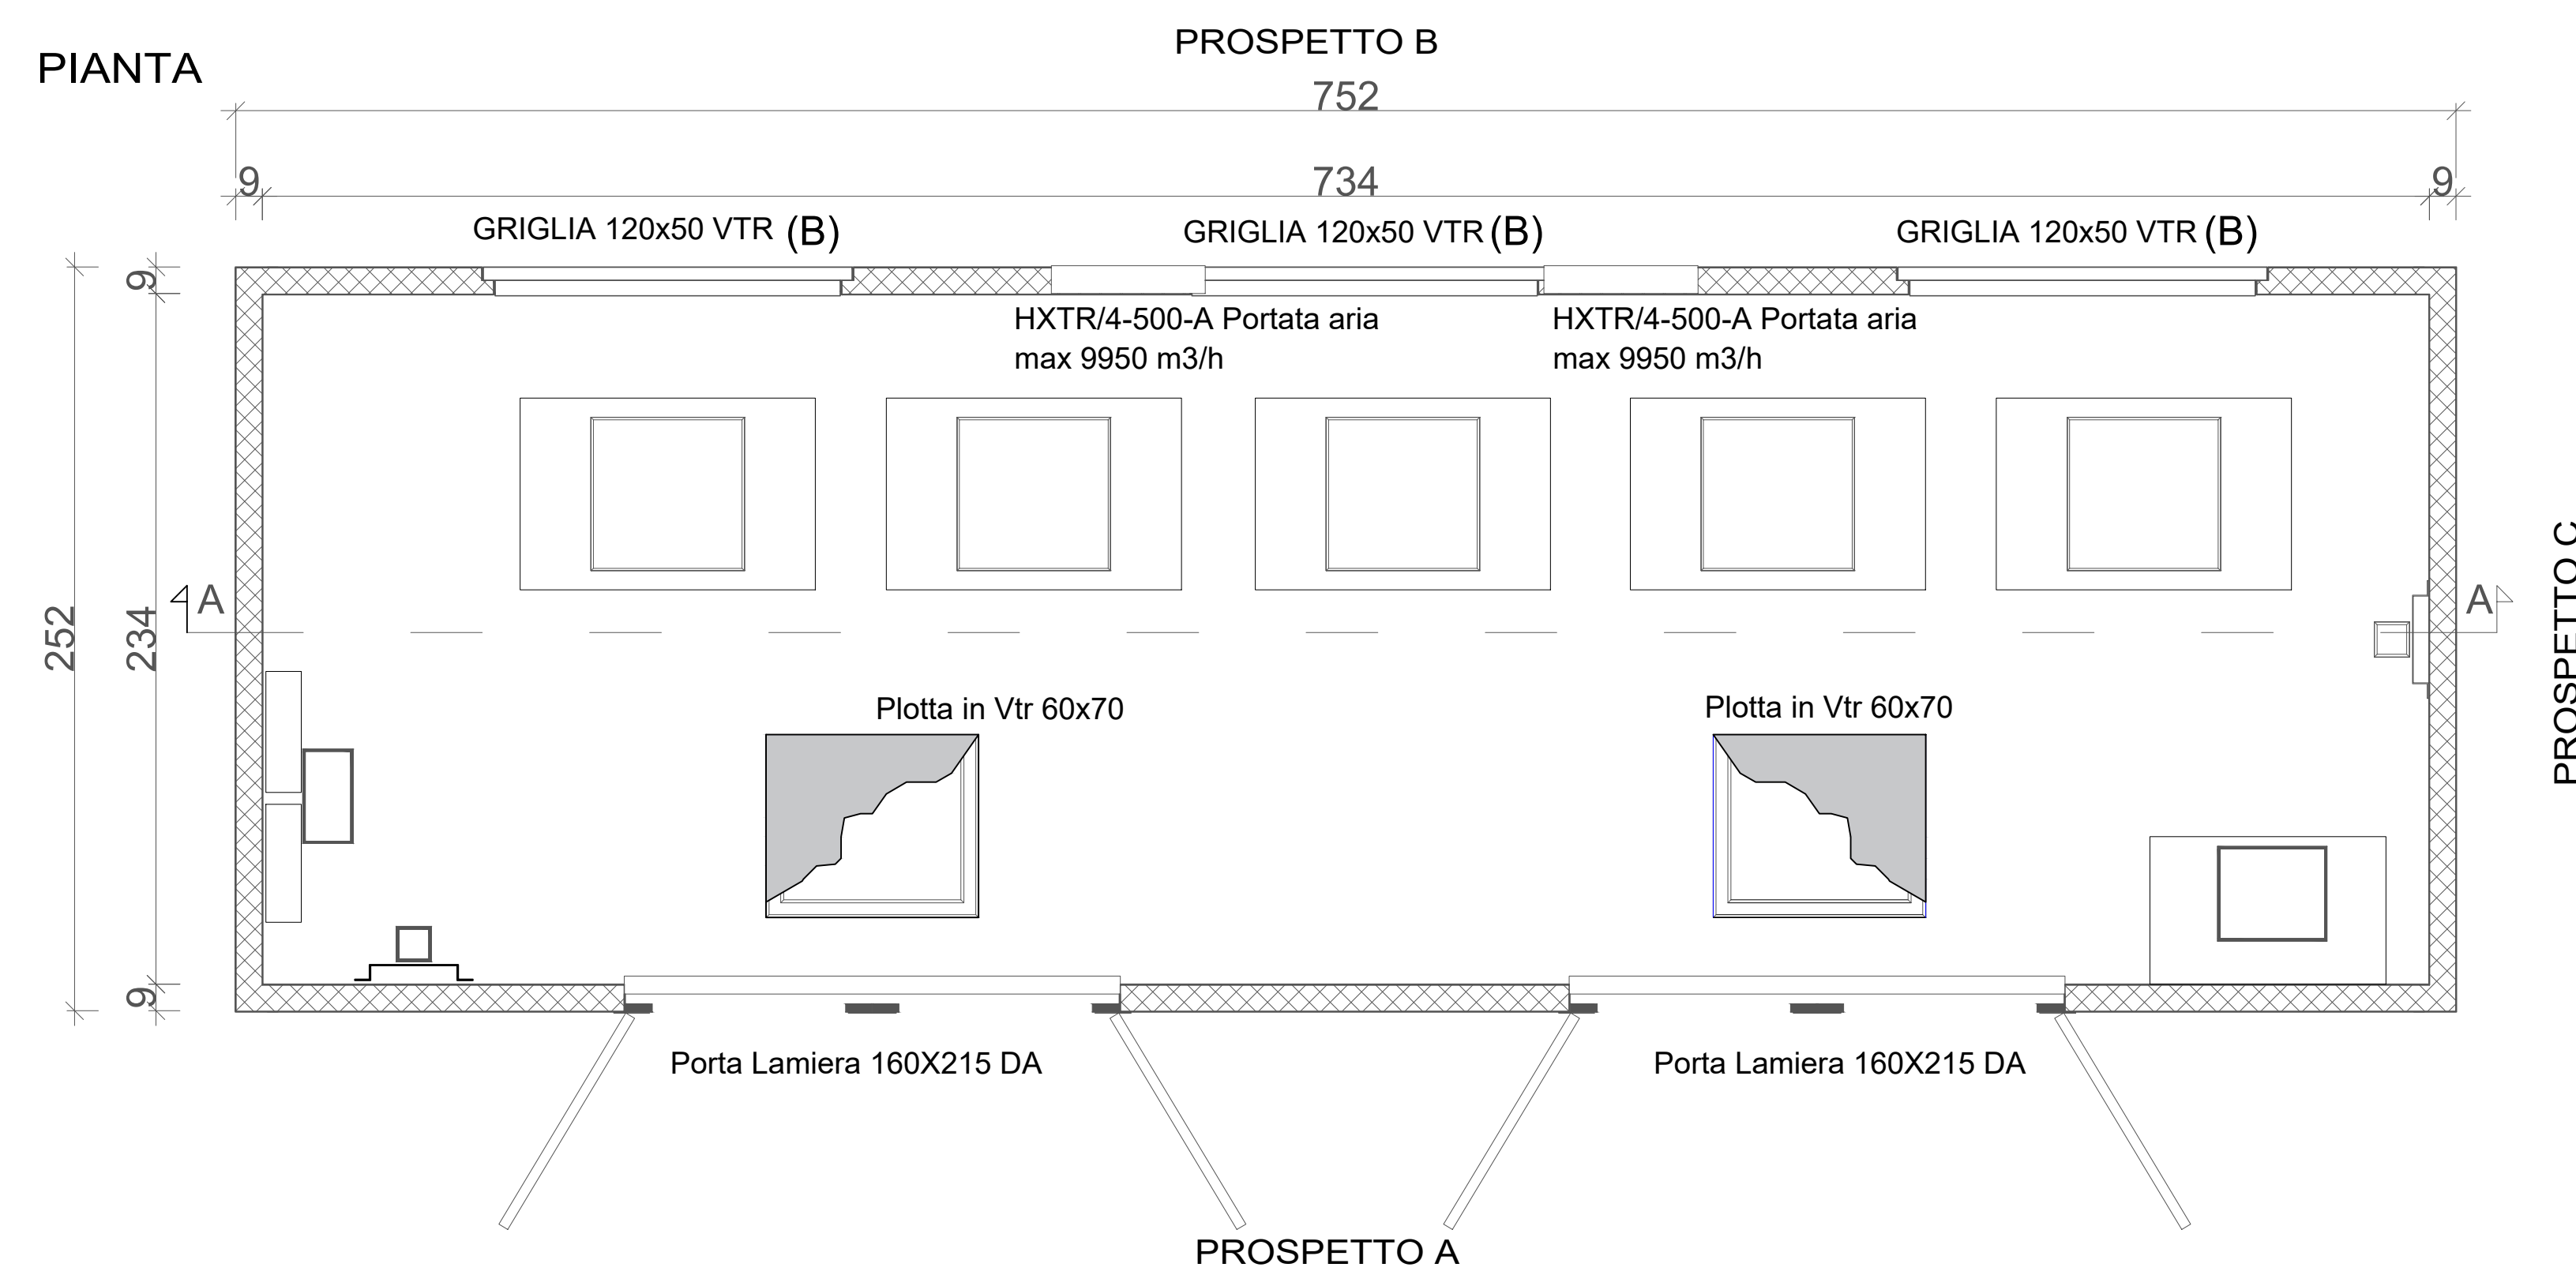 PROSPETTO B
PIANTA
752
9
734
9
GRIGLIA 120x50 VTR (B)
GRIGLIA 120x50 VTR (B)
GRIGLIA 120x50 VTR (B)
9
HXTR/4-500-A Portata aria
max 9950 m3/h
HXTR/4-500-A Portata aria
max 9950 m3/h
A
A
252
234
PROSPETTO C
Plotta in Vtr 60x70
Plotta in Vtr 60x70
9
Porta Lamiera 160X215 DA
Porta Lamiera 160X215 DA
PROSPETTO A